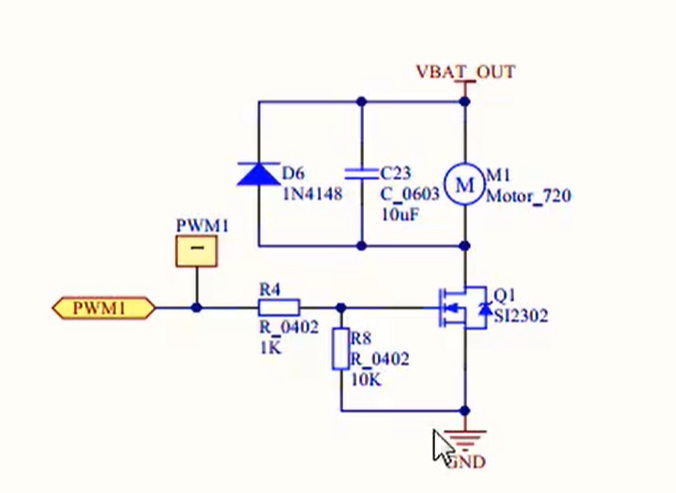 VBAT_OUT
D6
1N4148
C23
C_0603
10uF
M
M1
Motor_720
PWM1
PWM1
R4
R_0402
1K
R8
R_0402
10K
Q1
SI2302
GND